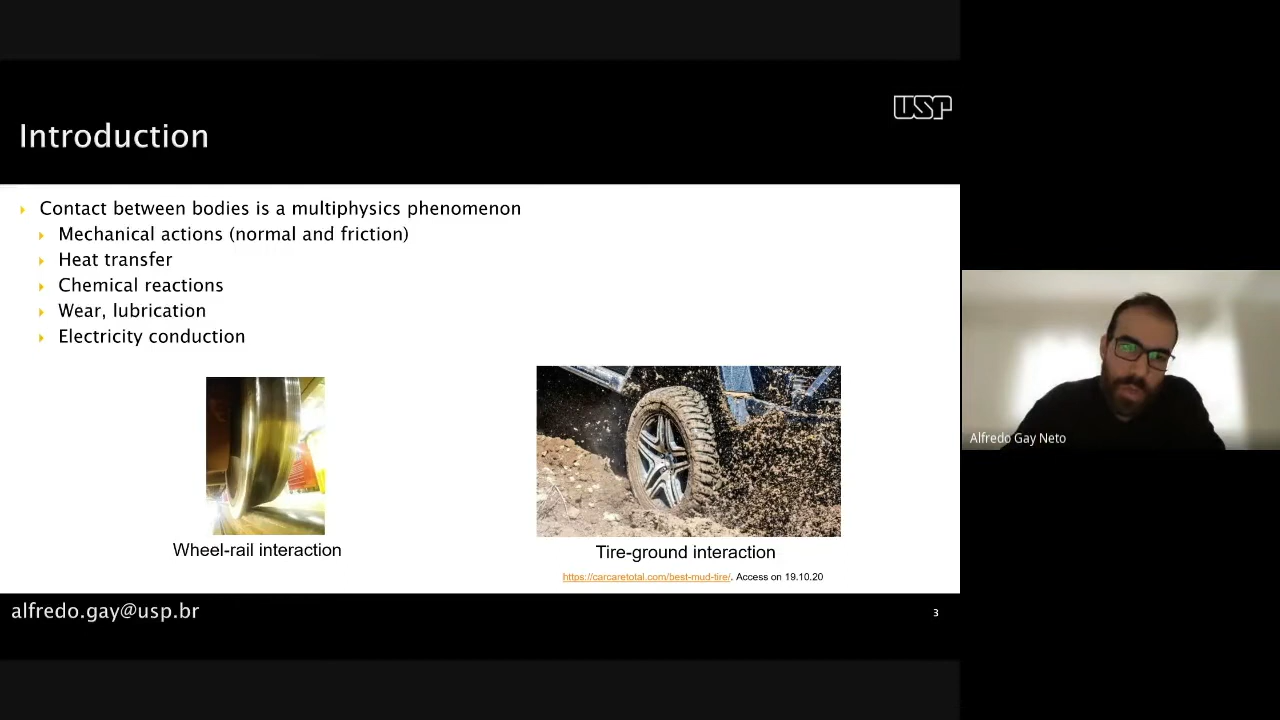 USP
Introduction
Contact between bodies is a multiphysics phenomenon
Mechanical actions (normal and friction)
Heat transfer
Chemical reactions
Wear, lubrication
Electricity conduction
Wheel-rail interaction
Tire-ground interaction
https://carcaretotal.com/best-mud-tire/. Access on 19.10.20
alfredo.gay@usp.br
3
Alfredo Gay Neto